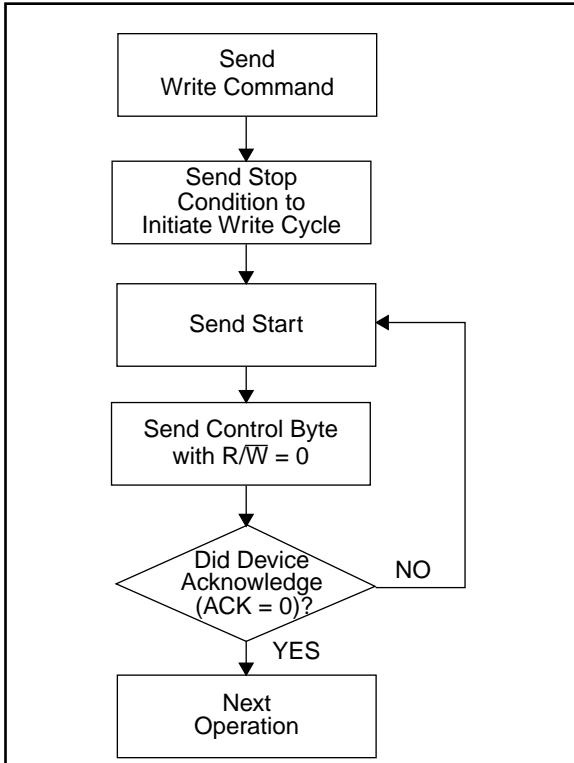 Send
Write Command
Send Stop
Condition to
Initiate Write Cycle
Send Start
Send Control Byte
with R/W̅ = 0
Did Device
Acknowledge
(ACK = 0)?
NO
YES
Next
Operation